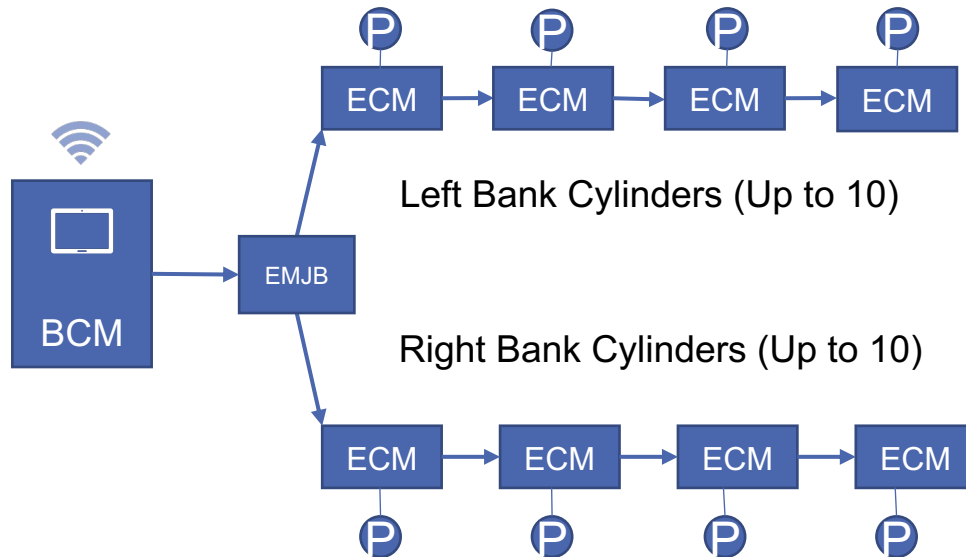 P P P P
ECM ECM ECM ECM
Left Bank Cylinders (Up to 10)
EMJB
BCM
Right Bank Cylinders (Up to 10)
ECM ECM ECM ECM
P P P P